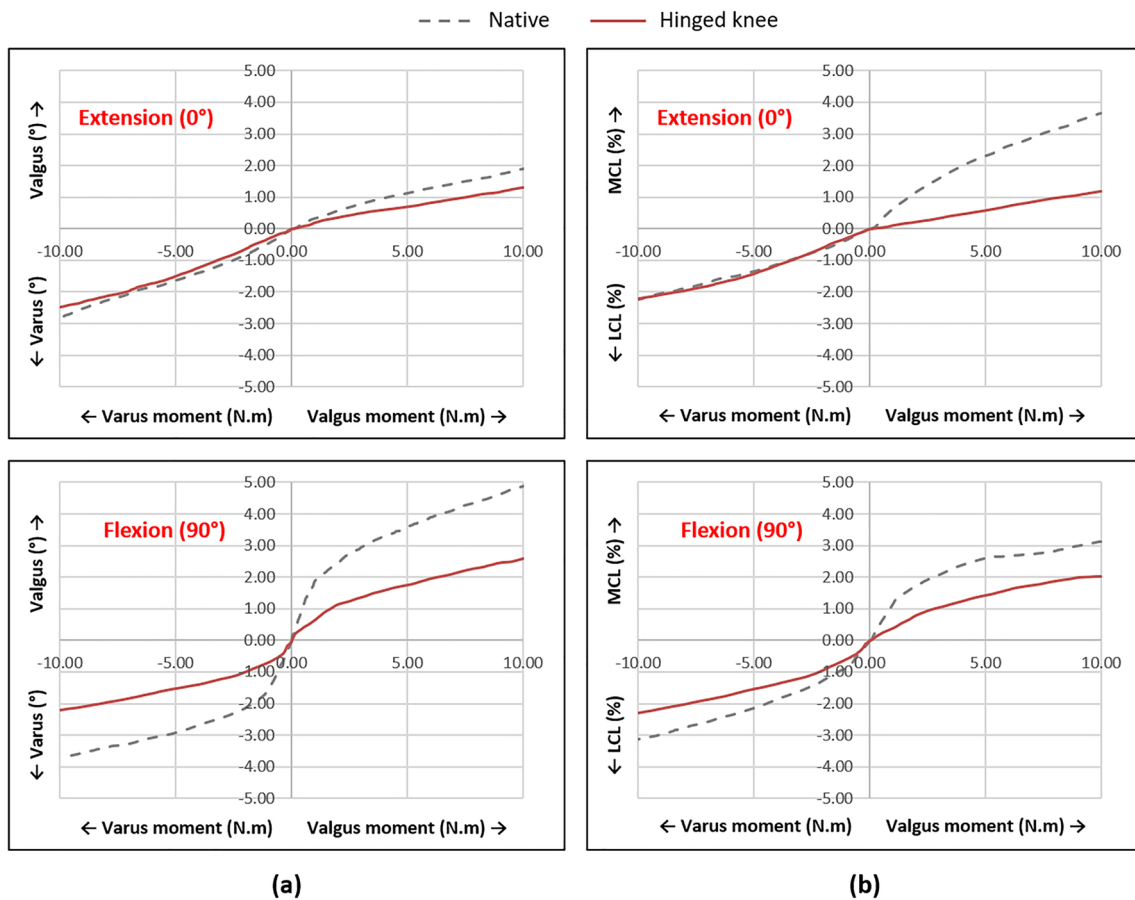 Native Hinged knee
5.00
4.00
3.00
2.00
1.00
0.00
-1.00
-2.00
-3.00
-4.00
-5.00
-10.00 -5.00 0.00 5.00 10.00
Extension (0°)
Valgus (°) →
← Varus (°)
← Varus moment (N.m) Valgus moment (N.m) →
5.00
4.00
3.00
2.00
1.00
0.00
-1.00
-2.00
-3.00
-4.00
-5.00
-10.00 -5.00 0.00 5.00 10.00
Extension (0°)
MCL (%) →
← LCL (%)
← Varus moment (N.m) Valgus moment (N.m) →
5.00
4.00
3.00
2.00
1.00
0.00
-1.00
-2.00
-3.00
-4.00
-5.00
-10.00 -5.00 0.00 5.00 10.00
Flexion (90°)
Valgus (°) →
← Varus (°)
← Varus moment (N.m) Valgus moment (N.m) →
5.00
4.00
3.00
2.00
1.00
0.00
-1.00
-2.00
-3.00
-4.00
-5.00
-10.00 -5.00 0.00 5.00 10.00
Flexion (90°)
MCL (%) →
← LCL (%)
← Varus moment (N.m) Valgus moment (N.m) →
(a) (b)